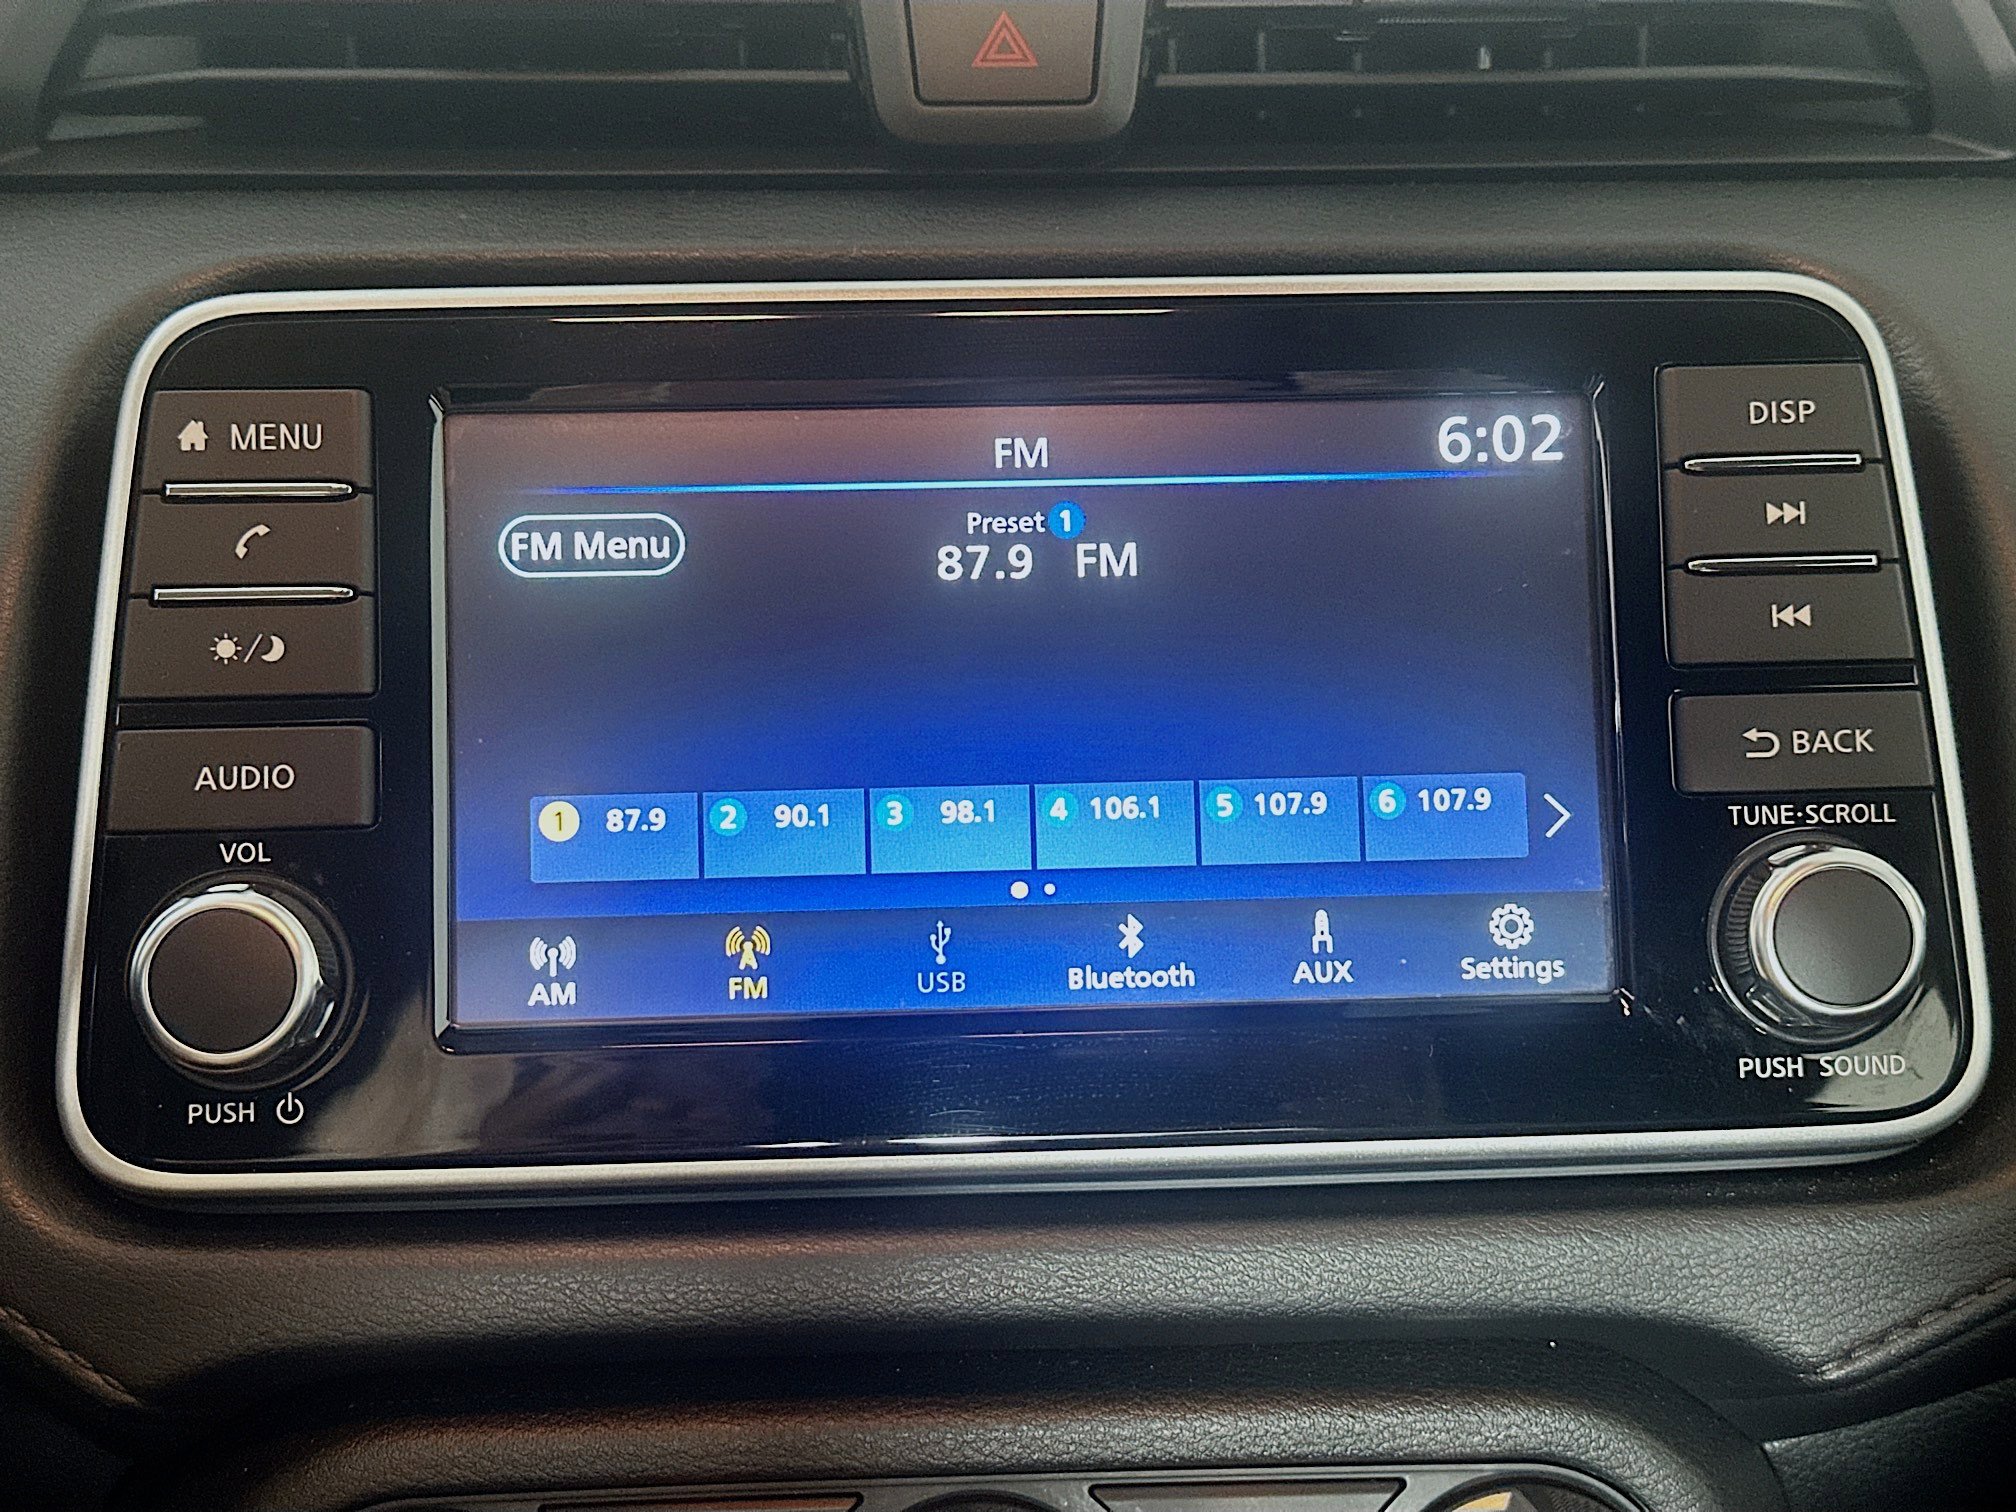 MENU
AUDIO
VOL
PUSH
FM
6:02
FM Menu
Preset 1
87.9 FM
1 87.9
2 90.1
3 98.1
4 106.1
5 107.9
6 107.9
AM
FM
USB
Bluetooth
AUX
Settings
DISP
BACK
TUNE·SCROLL
PUSH SOUND